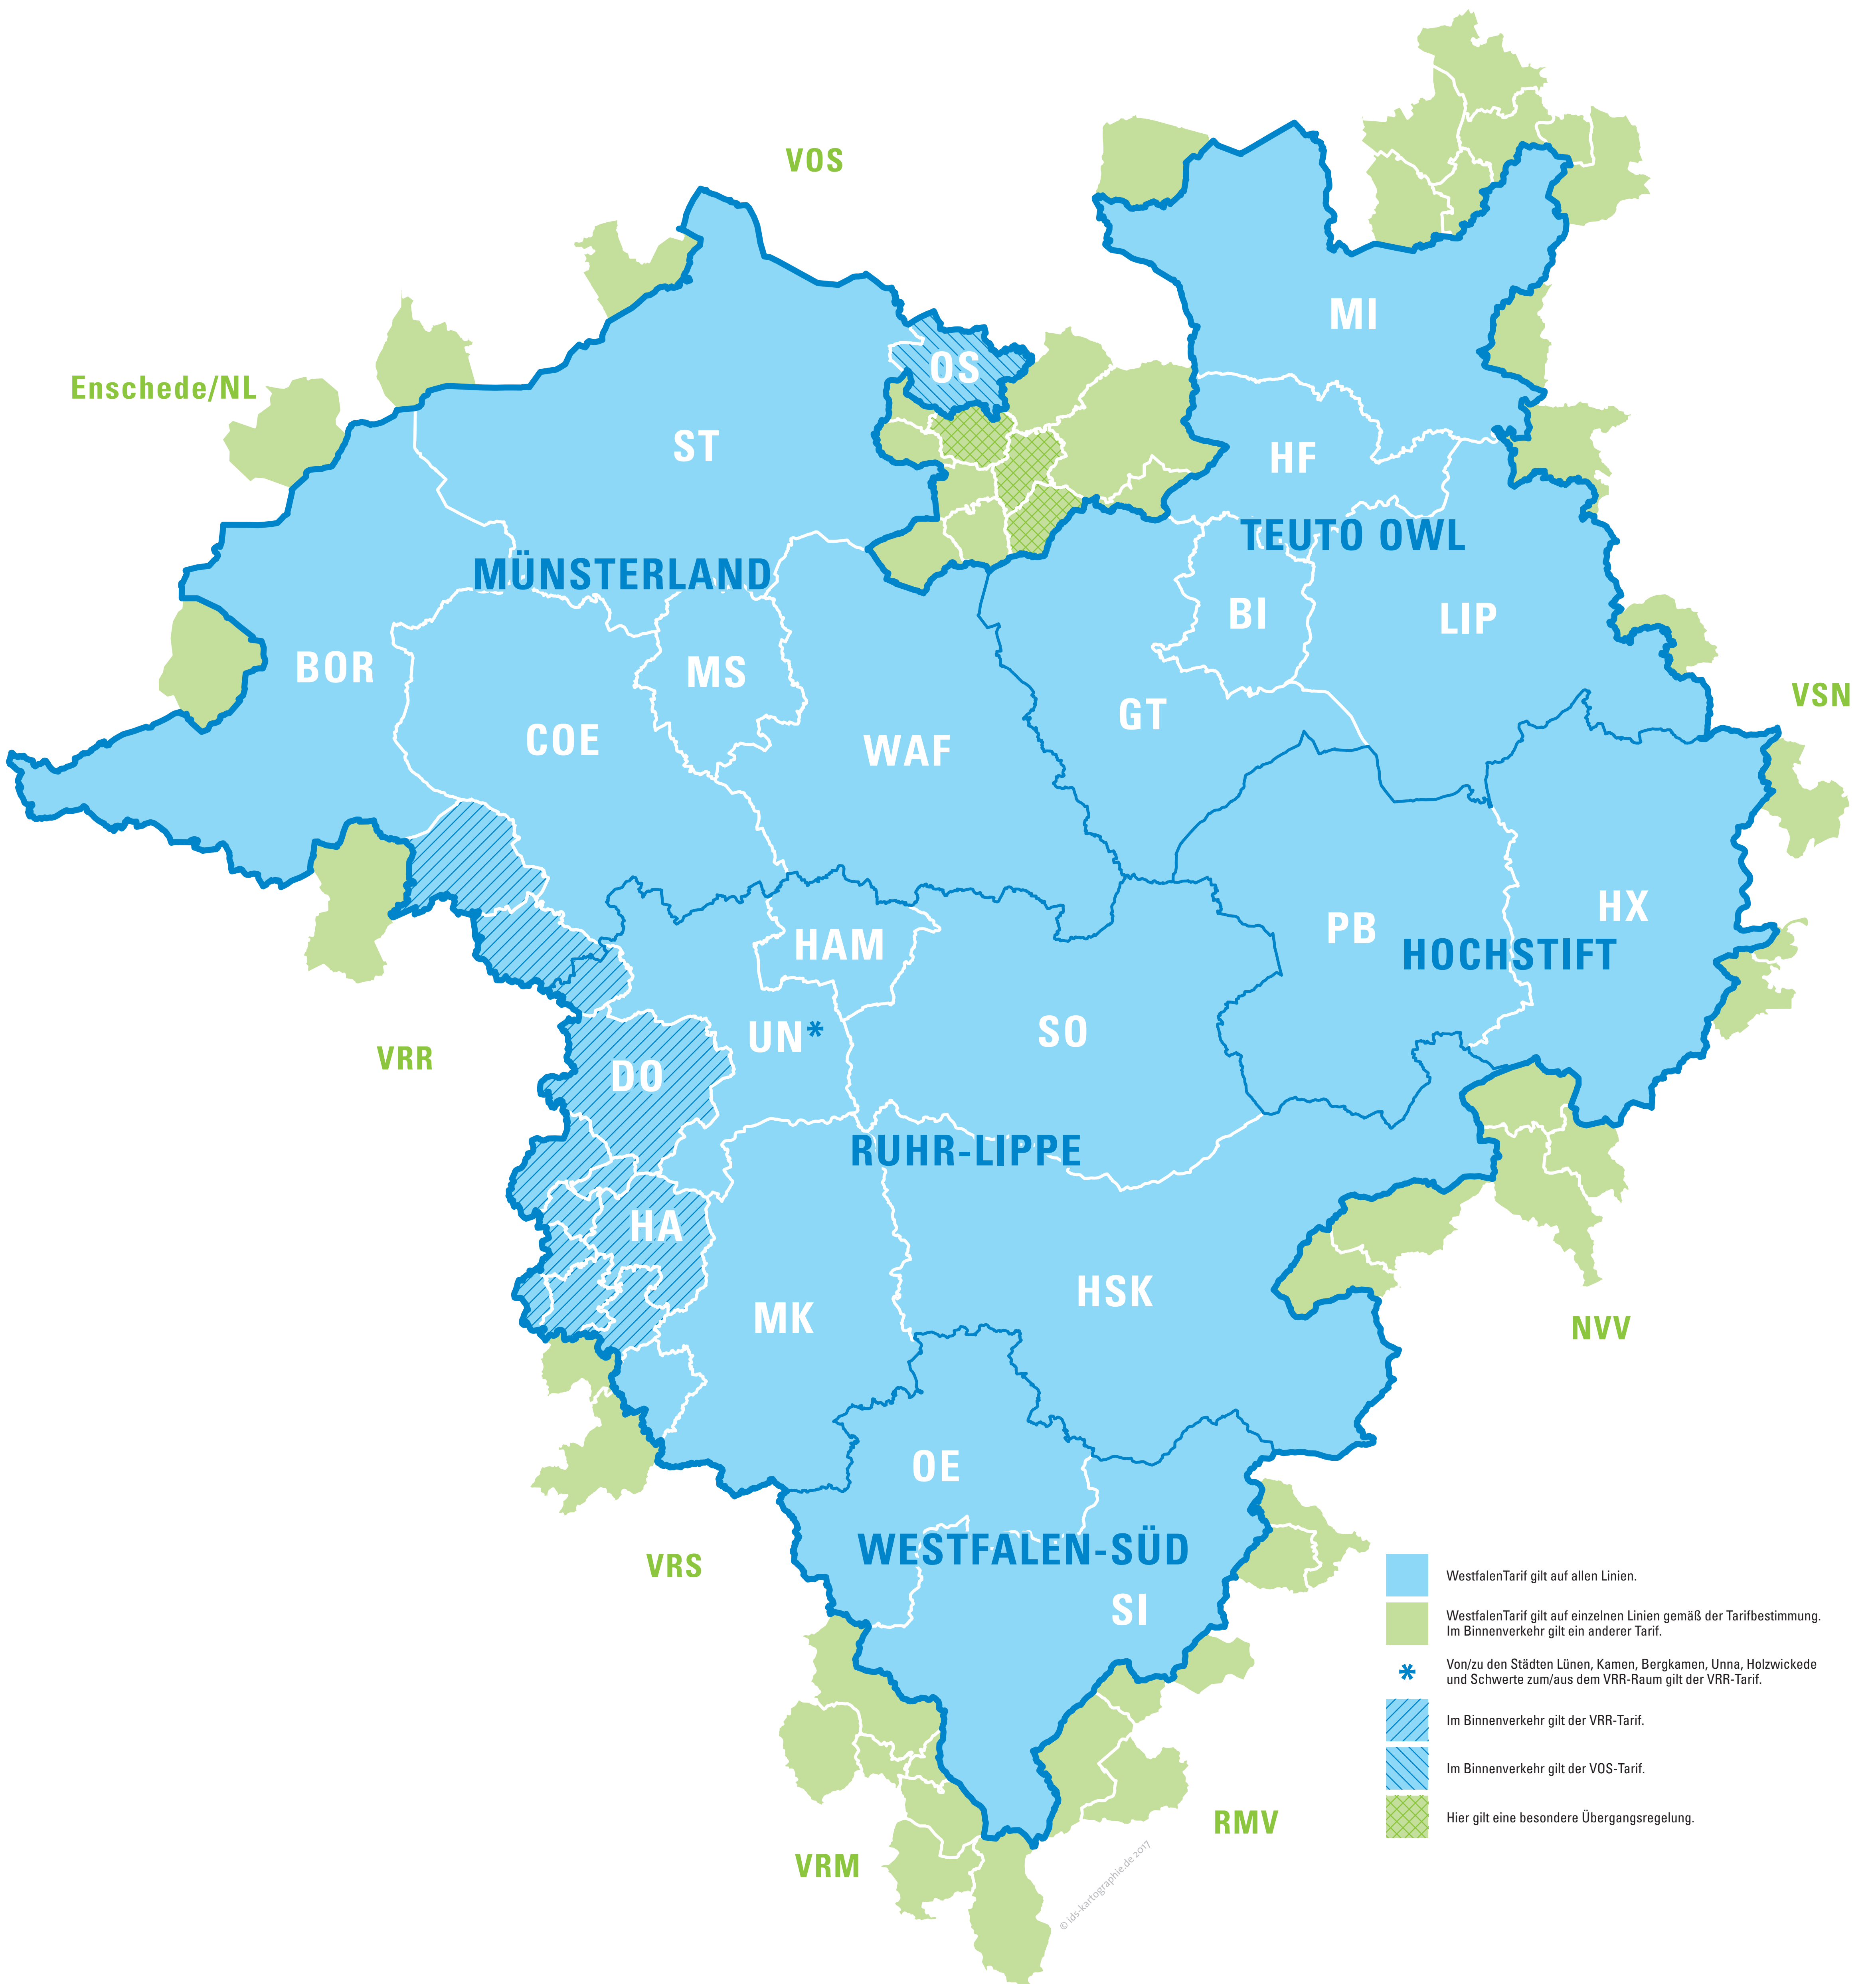 VOS
MI
Enschede/NL
OS
ST
HF
TEUTO OWL
MÜNSTERLAND
BI
LIP
BOR
MS
VSN
GT
COE
WAF
HX
PB
HAM
HOCHSTIFT
UN*
SO
VRR
DO
RUHR-LIPPE
HA
HSK
MK
NVV
OE
WESTFALEN-SÜD
VRS
SI
WestfalenTarif gilt auf allen Linien.
WestfalenTarif gilt auf einzelnen Linien gemäß der Tarifbestimmung.
Im Binnenverkehr gilt ein anderer Tarif.
* Von/zu den Städten Lünen, Kamen, Bergkamen, Unna, Holzwickede
und Schwerte zum/aus dem VRR-Raum gilt der VRR-Tarif.
Im Binnenverkehr gilt der VRR-Tarif.
Im Binnenverkehr gilt der VOS-Tarif.
Hier gilt eine besondere Übergangsregelung.
RMV
VRM
© ids-kartographie.de 2017